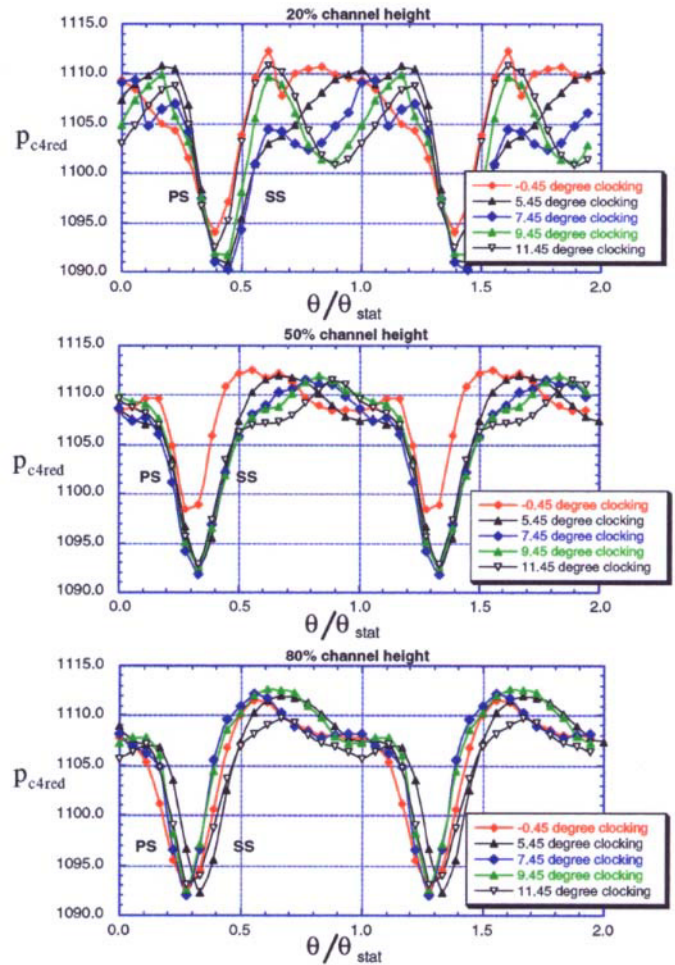 20% channel height
1115.0
1110.0
1105.0
1100.0
1095.0
1090.0
p c4red
PS
SS
-0.45 degree clocking
5.45 degree clocking
7.45 degree clocking
9.45 degree clocking
11.45 degree clocking
0.0 0.5 1.0 1.5 2.0
θ/θ stat
50% channel height
1115.0
1110.0
1105.0
1100.0
1095.0
1090.0
p c4red
PS
SS
-0.45 degree clocking
5.45 degree clocking
7.45 degree clocking
9.45 degree clocking
11.45 degree clocking
0.0 0.5 1.0 1.5 2.0
θ/θ stat
80% channel height
1115.0
1110.0
1105.0
1100.0
1095.0
1090.0
p c4red
PS
SS
-0.45 degree clocking
5.45 degree clocking
7.45 degree clocking
9.45 degree clocking
11.45 degree clocking
0.0 0.5 1.0 1.5 2.0
θ/θ stat